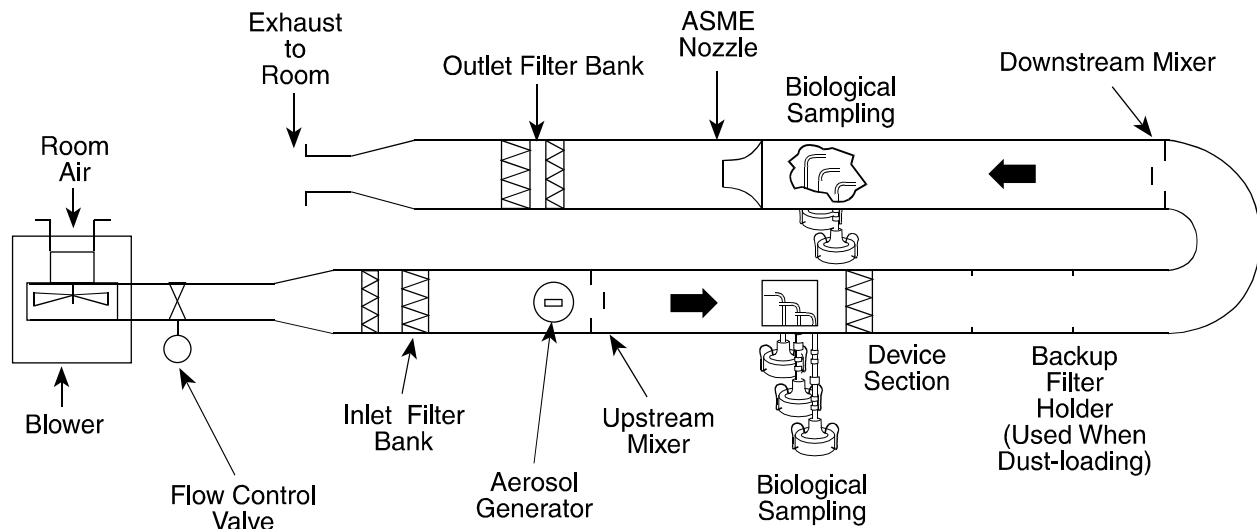 Exhaust
to
Room
Outlet Filter Bank
ASME
Nozzle
Biological
Sampling
Downstream Mixer
Room
Air
Blower
Flow Control
Valve
Inlet Filter
Bank
Aerosol
Generator
Upstream
Mixer
Biological
Sampling
Device
Section
Backup
Filter
Holder
(Used When
Dust-loading)